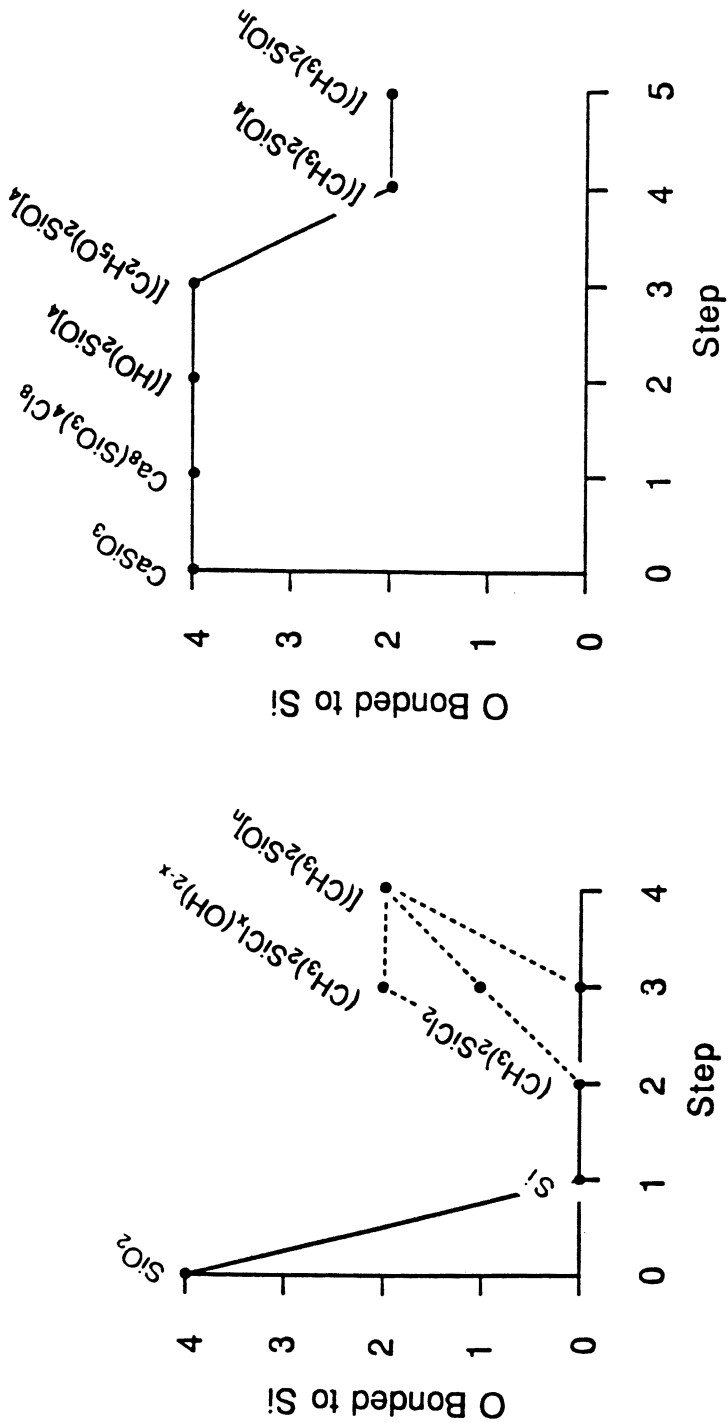 SiO₂
Si
(CH₃)₂SiCl₂
(CH₃)₂SiClₓ(OH)₂₋ₓ
[(CH₃)₂SiO]ₙ
4
3
2
1
0
O Bonded to Si
0
1
2
3
4
Step
CaSiO₃
Ca₈(SiO₃)₄Cl₈
[(HO)₂SiO]₄
[(C₂H₅O)₂SiO]₄
[(CH₃)₂SiO]₄
[(CH₃)₂SiO]ₙ
4
3
2
1
0
O Bonded to Si
0
1
2
3
4
5
Step